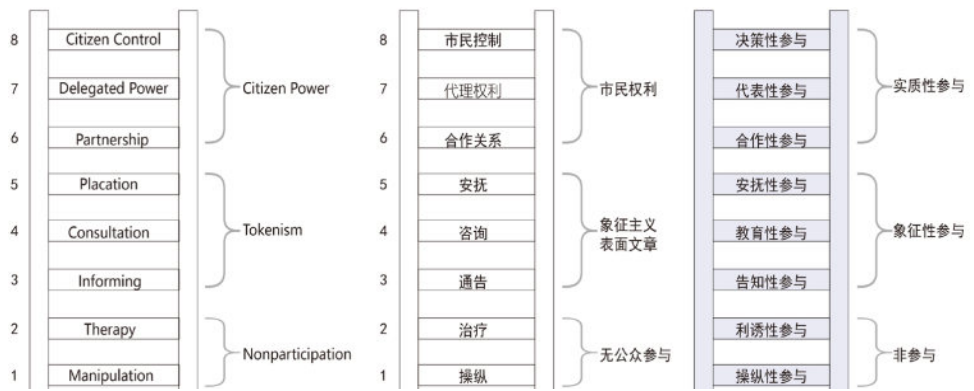 8 Citizen Control
7 Delegated Power
6 Partnership
Citizen Power
5 Placation
4 Consultation
3 Informing
Tokenism
2 Therapy
1 Manipulation
Nonparticipation
8 市民控制
7 代理权利
6 合作关系
市民权利
5 安抚
4 咨询
3 通告
象征主义
表面文章
2 治疗
1 操纵
无公众参与
决策性参与
代表性参与
合作性参与
实质性参与
安抚性参与
教育性参与
告知性参与
象征性参与
利诱性参与
操纵性参与
非参与